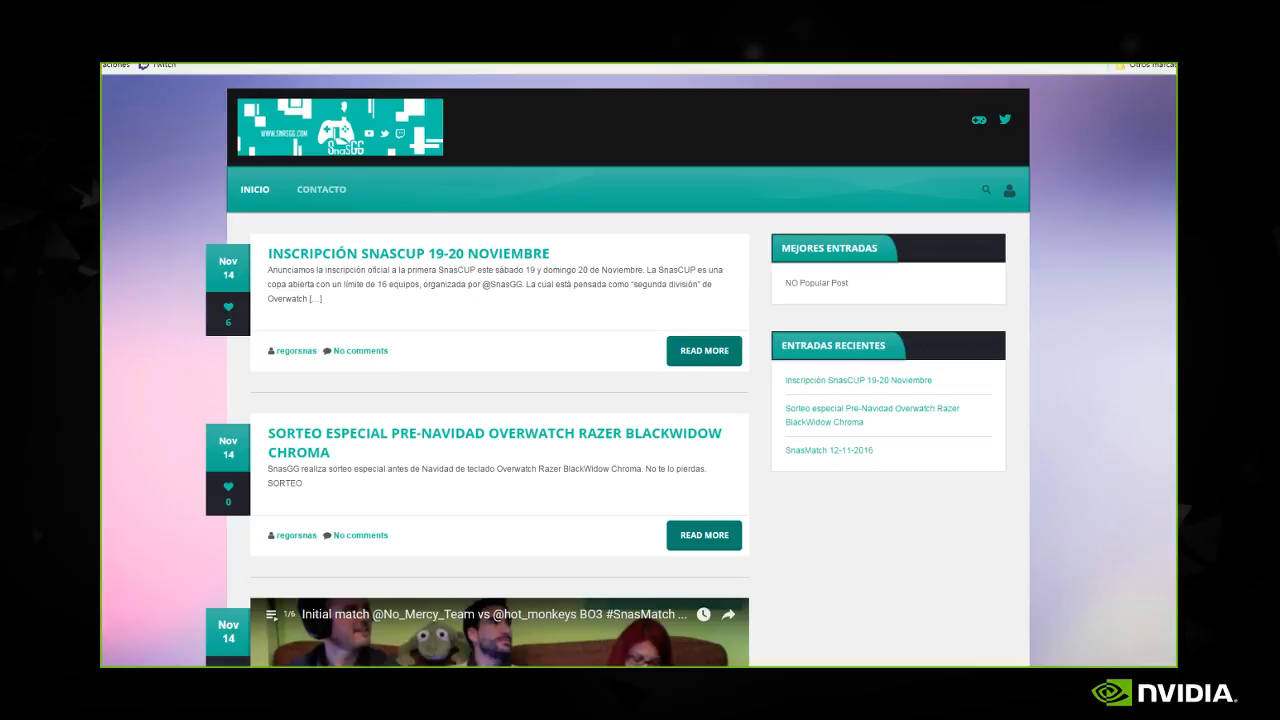 aciones Twitch Otros marcas
WWW.SNASGG.COM
SnasGG
INICIO CONTACTO
Nov
14
6
INSCRIPCIÓN SNASCUP 19-20 NOVIEMBRE
Anunciamos la inscripción oficial a la primera SnasCUP este sábado 19 y domingo 20 de Noviembre. La SnasCUP es una
copa abierta con un límite de 16 equipos, organizada por @SnasGG. La cual está pensada como “segunda división” de
Overwatch […]
regorsnas No comments
READ MORE
Nov
14
0
SORTEO ESPECIAL PRE-NAVIDAD OVERWATCH RAZER BLACKWIDOW
CHROMA
SnasGG realiza sorteo especial antes de Navidad de teclado Overwatch Razer BlackWidow Chroma. No te lo pierdas.
SORTEO
regorsnas No comments
READ MORE
Nov
14
1/6 Initial match @No_Mercy_Team vs @hot_monkeys BO3 #SnasMatch ...
MEJORES ENTRADAS
NO Popular Post
ENTRADAS RECIENTES
Inscripción SnasCUP 19-20 Noviembre
Sorteo especial Pre-Navidad Overwatch Razer
BlackWidow Chroma
SnasMatch 12-11-2016
NVIDIA.